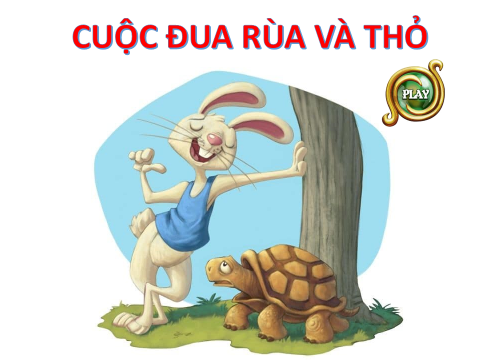 CUỘC ĐUA RÙA VÀ THỎ
PLAY